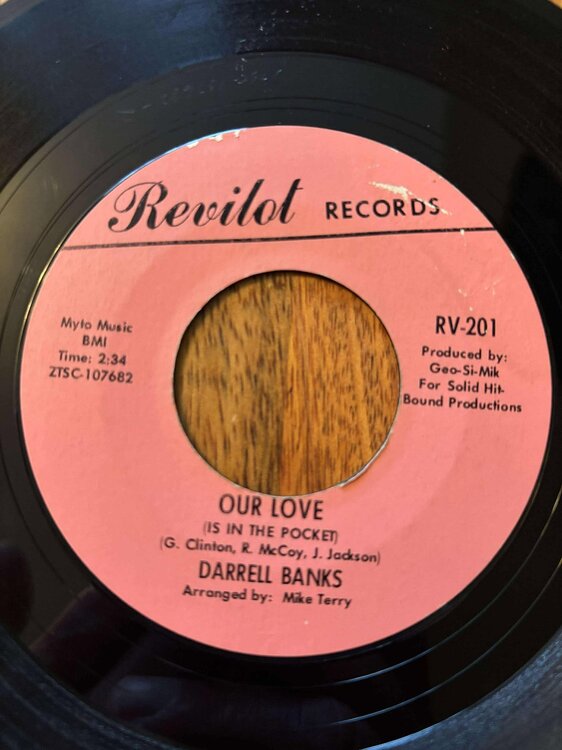 Revilot RECORDS
Myto Music
BMI
Time: 2:34
ZTSC-107682
RV-201
Produced by:
Geo-Si-Mik
For Solid Hit-
Bound Productions
OUR LOVE
(IS IN THE POCKET)
(G. Clinton, R. McCoy, J. Jackson)
DARRELL BANKS
Arranged by: Mike Terry